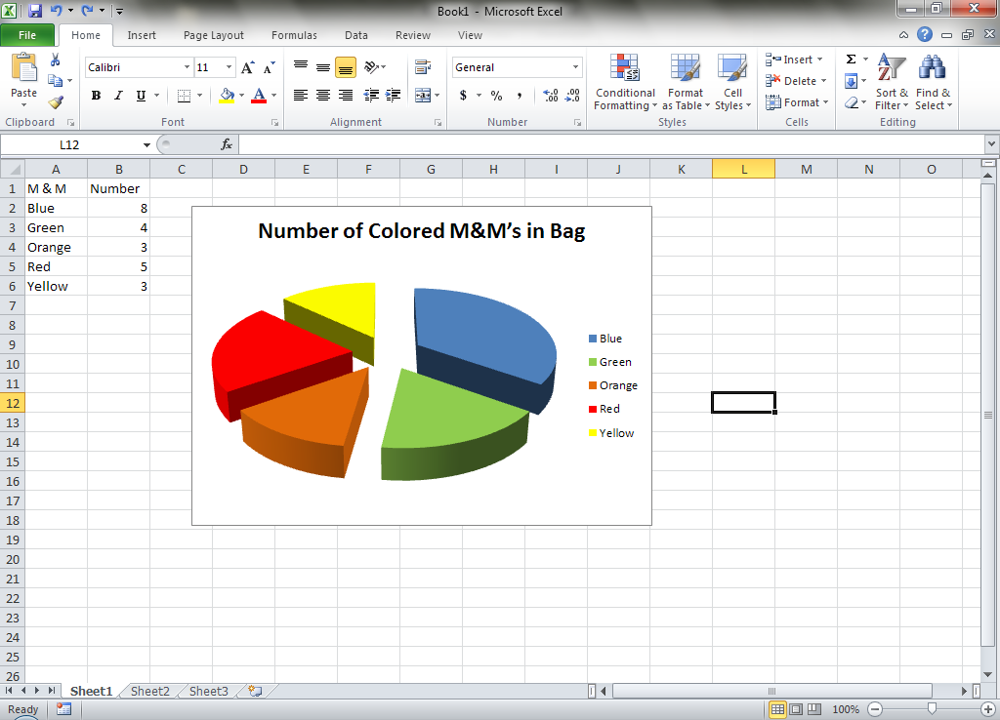 Book1 - Microsoft Excel
File Home Insert Page Layout Formulas Data Review View
Calibri 11 General Insert Σ
Paste B I U A $ % , Conditional Format Cell Delete Sort & Find &
Formatting as Table Styles Format Filter Select
Clipboard Font Alignment Number Styles Cells Editing
L12 fx
A B C D E F G H I J K L M N O
1 M & M Number
2 Blue 8
3 Green 4
4 Orange 3
5 Red 5
6 Yellow 3
7
8
9
10
11
12
13
14
15
16
17
18
19
20
21
22
23
24
25
26
Number of Colored M&M’s in Bag
Blue
Green
Orange
Red
Yellow
Sheet1 Sheet2 Sheet3
Ready 100%